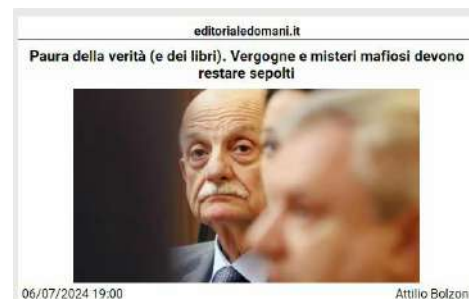 editorialedomani.it
Paura della verità (e dei libri). Vergogne e misteri mafiosi devono
restare sepolti
06/07/2024 19:00
Attilio Bolzon